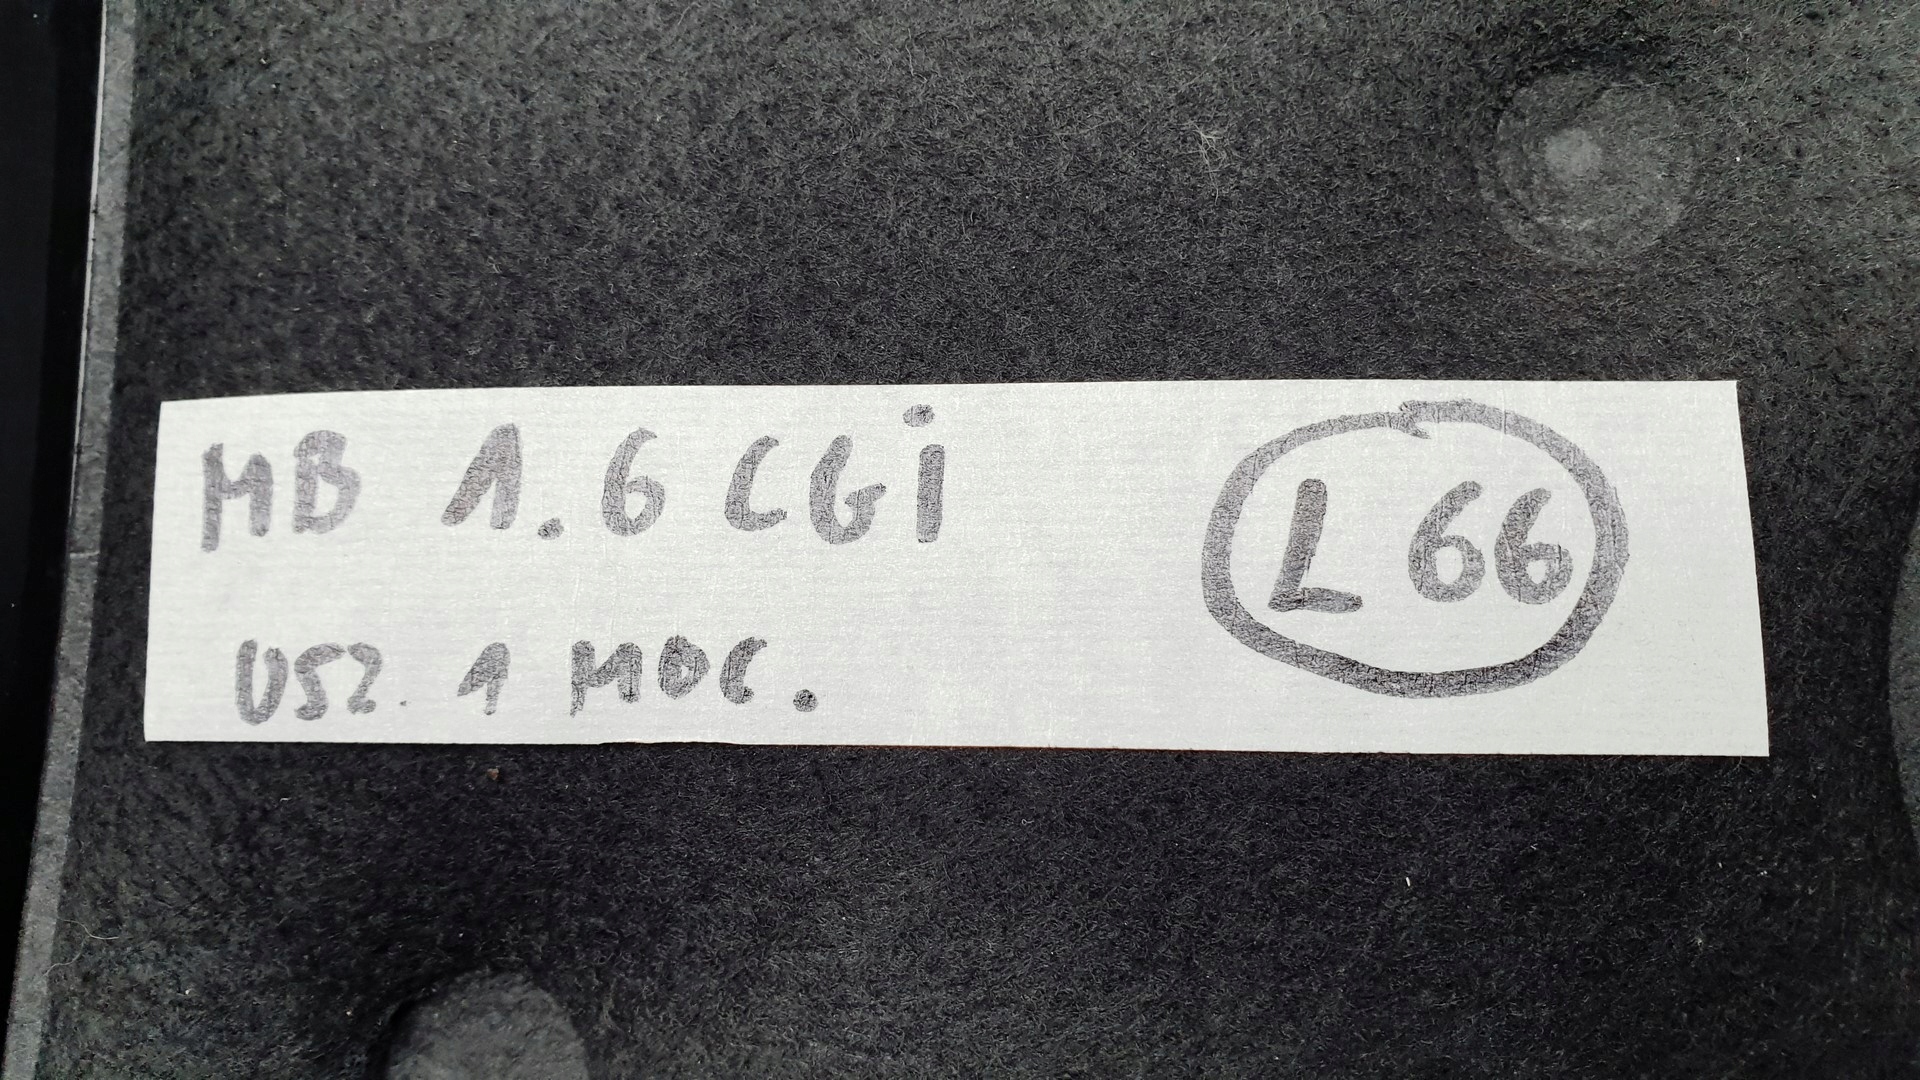 MB 1.6 CGi
L 66
USZ. 1 MOC.